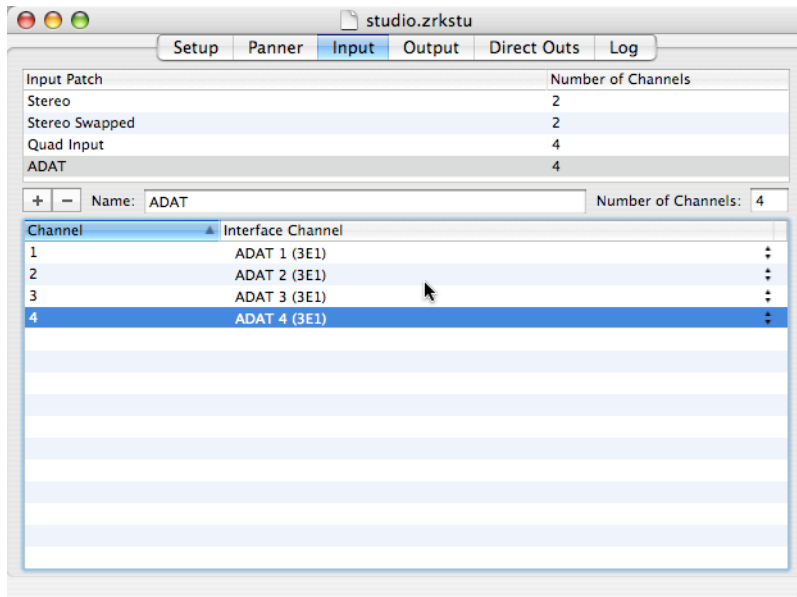 studio.zrkstu
Setup Panner Input Output Direct Outs Log
Input Patch Number of Channels
Stereo 2
Stereo Swapped 2
Quad Input 4
ADAT 4
+ − Name: ADAT Number of Channels: 4
Channel Interface Channel
1 ADAT 1 (3E1)
2 ADAT 2 (3E1)
3 ADAT 3 (3E1)
4 ADAT 4 (3E1)